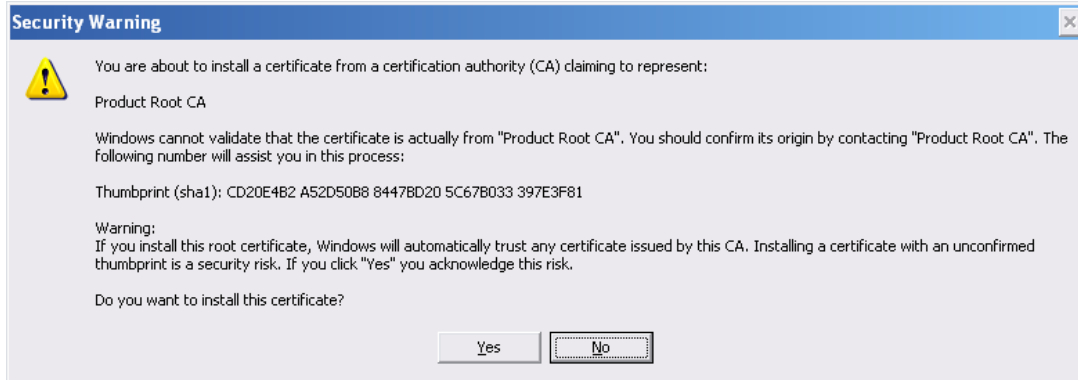 Security Warning
You are about to install a certificate from a certification authority (CA) claiming to represent:
Product Root CA
Windows cannot validate that the certificate is actually from "Product Root CA". You should confirm its origin by contacting "Product Root CA". The
following number will assist you in this process:
Thumbprint (sha1): CD20E4B2 A52D50B8 8447BD20 5C67B033 397E3F81
Warning:
If you install this root certificate, Windows will automatically trust any certificate issued by this CA. Installing a certificate with an unconfirmed
thumbprint is a security risk. If you click "Yes" you acknowledge this risk.
Do you want to install this certificate?
Yes
No